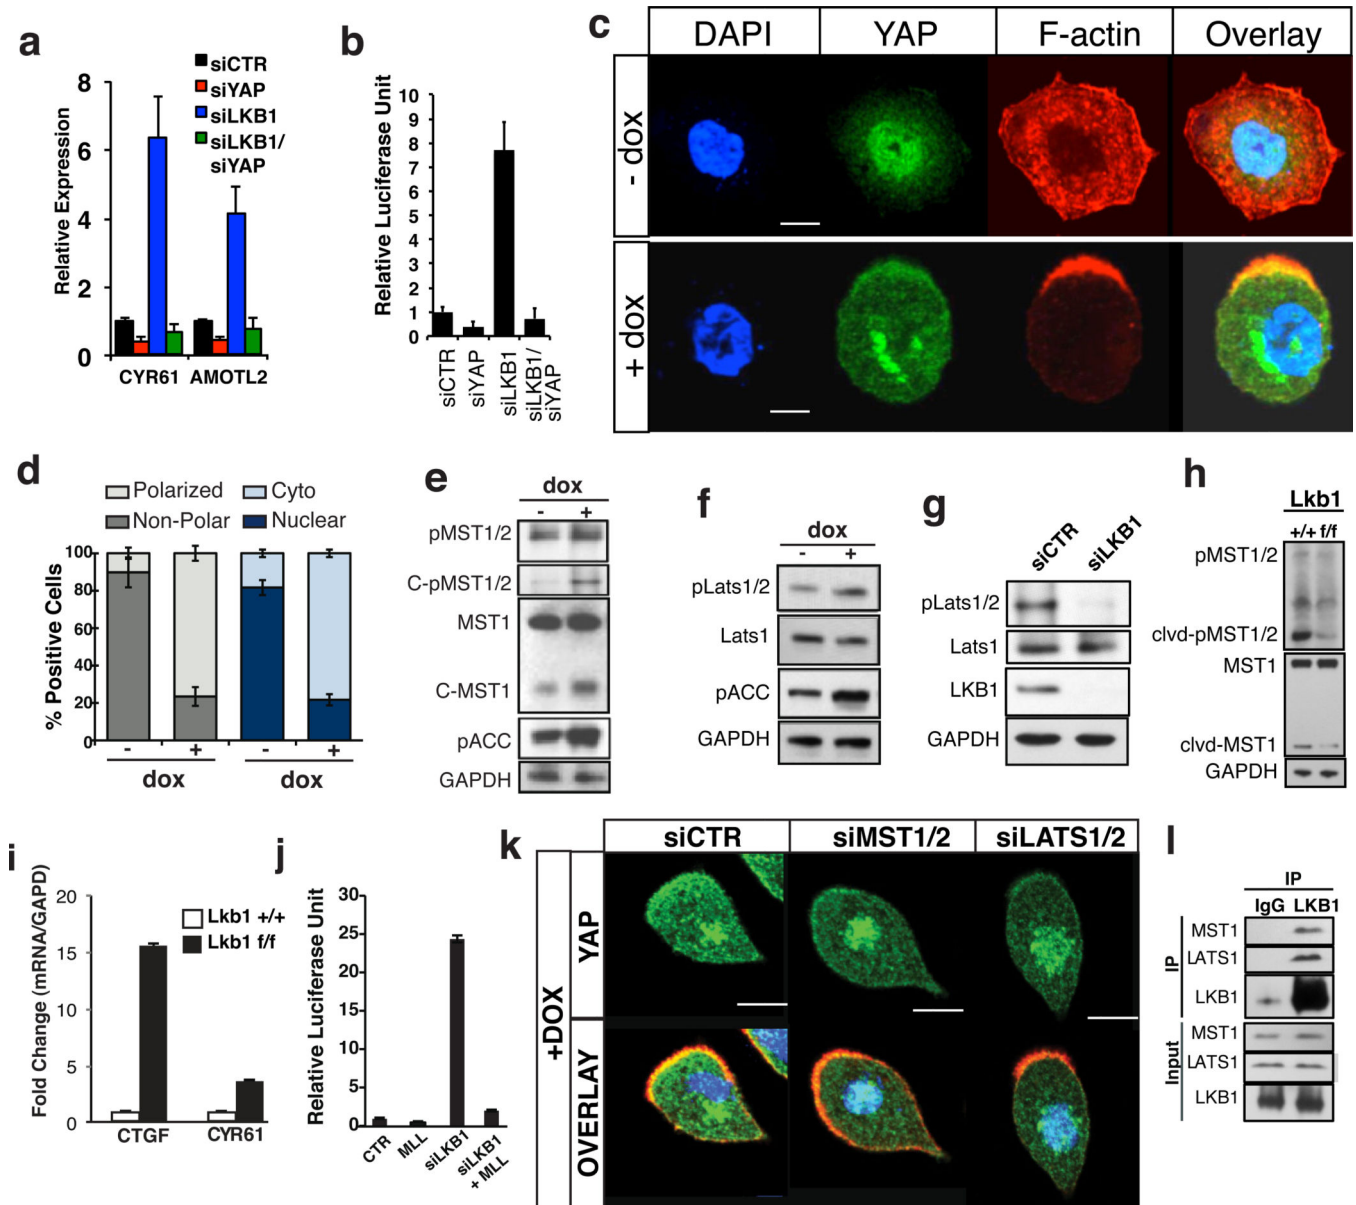 a
siCTR
siYAP
siLKB1
siLKB1/
siYAP
Relative Expression
8
6
4
2
0
CYR61
AMOTL2
b
Relative Luciferase Unit
10
9
8
7
6
5
4
3
2
1
0
siCTR
siYAP
siLKB1
siLKB1/
siYAP
c
DAPI
YAP
F-actin
Overlay
- dox
+ dox
d
Polarized
Cyto
Non-Polar
Nuclear
% Positive Cells
100
80
60
40
20
0
- + - +
dox
dox
e
dox
- +
pMST1/2
C-pMST1/2
MST1
C-MST1
pACC
GAPDH
f
dox
- +
pLats1/2
Lats1
pACC
GAPDH
g
siCTR
siLKB1
pLats1/2
Lats1
LKB1
GAPDH
h
Lkb1
+/+ f/f
pMST1/2
clvd-pMST1/2
MST1
clvd-MST1
GAPDH
i
Fold Change (mRNA/GAPD)
20
15
10
5
0
Lkb1 +/+
Lkb1 f/f
CTGF
CYR61
j
Relative Luciferrase Unit
30
25
20
15
10
5
0
CTR
MLL
siLKB1
siLKB1
+ MLL
k
siCTR
siMST1/2
siLATS1/2
+DOX
YAP
OVERLAY
l
IP
IgG LKB1
IP
MST1
LATS1
LKB1
Input
MST1
LATS1
LKB1